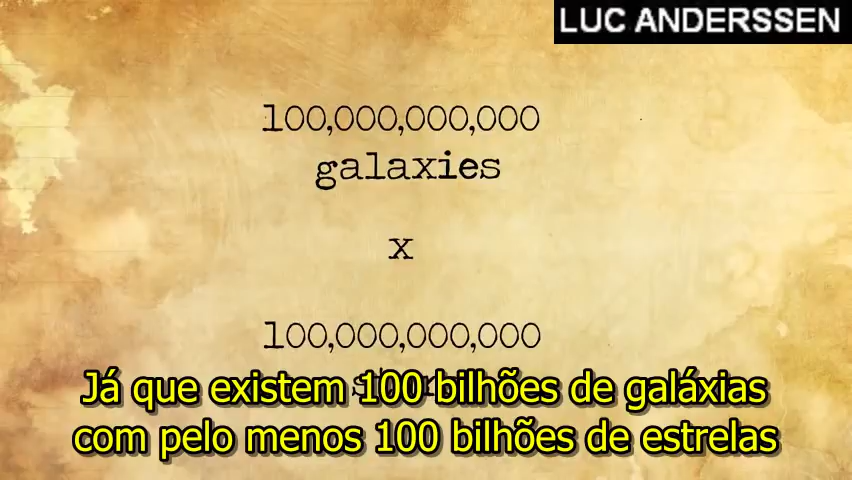 LUC ANDERSSEN
100,000,000,000
galaxies
x
100,000,000,000
Já que existem 100 bilhões de galáxias
com pelo menos 100 bilhões de estrelas